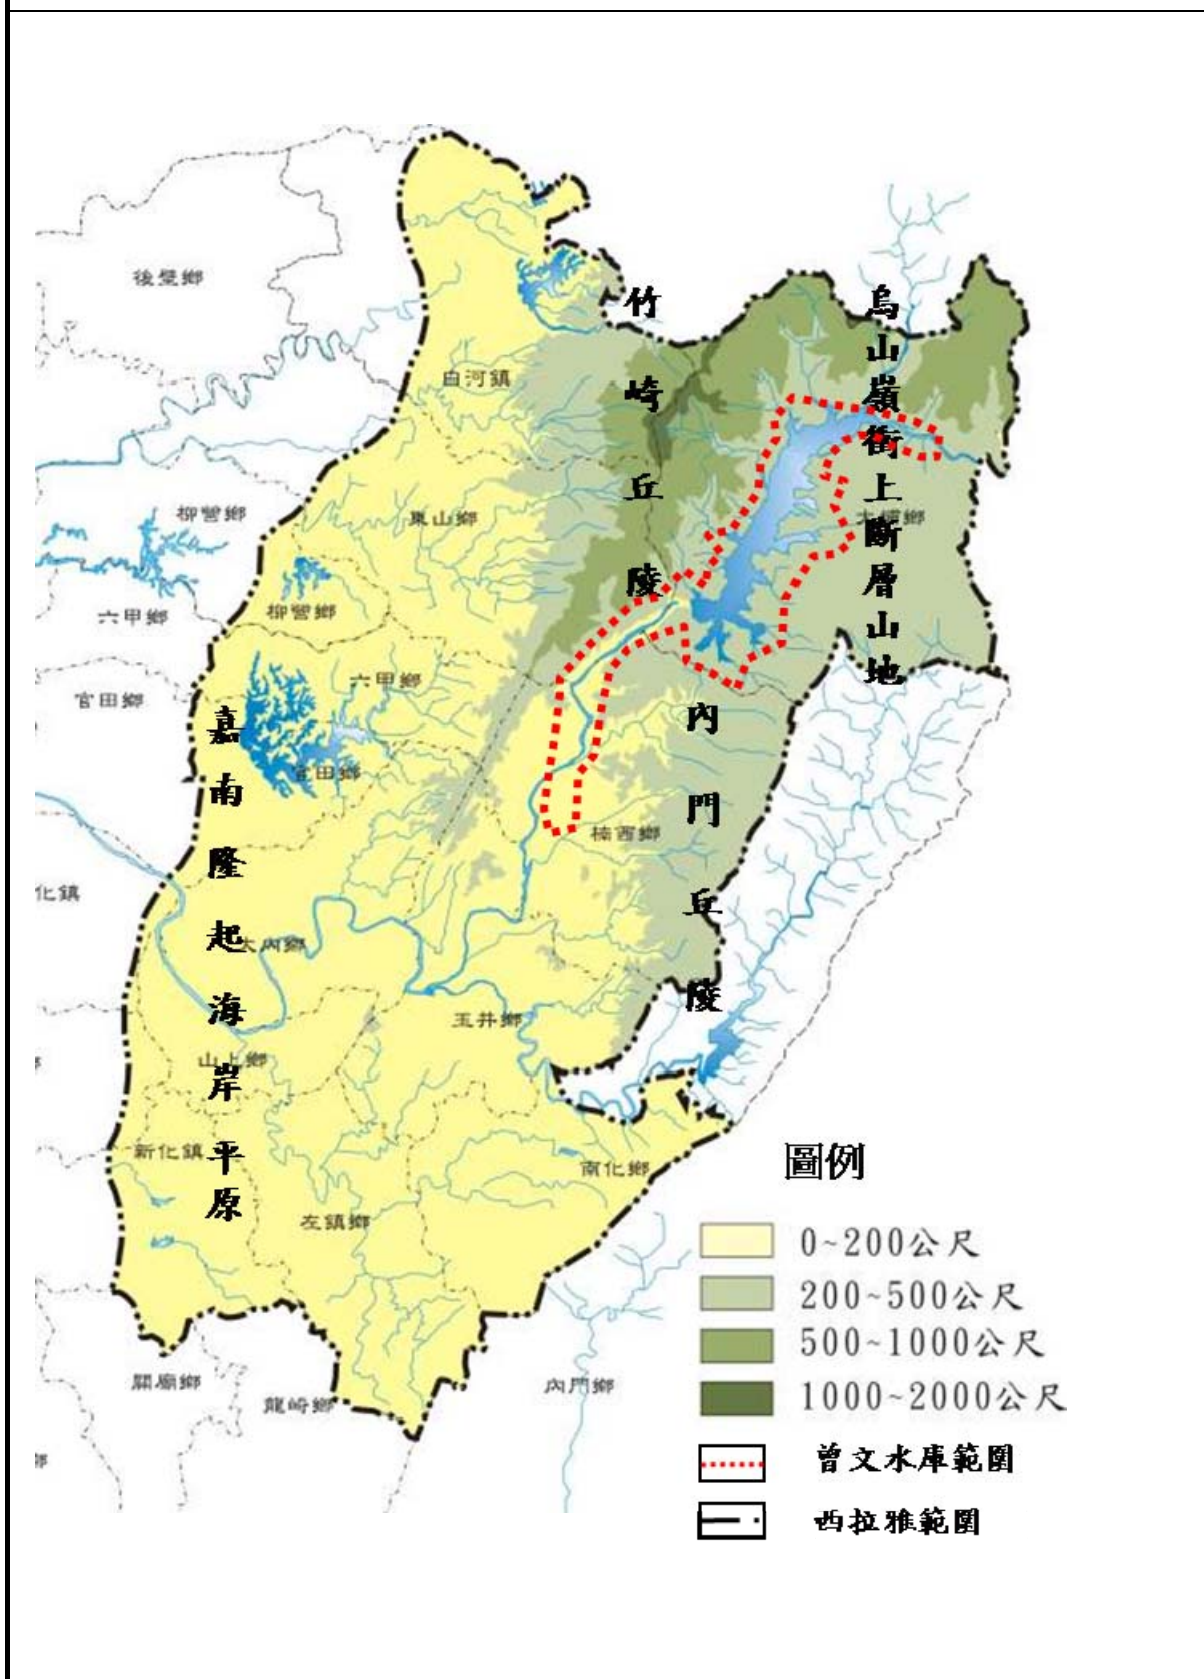 後壁鄉
白河鎮
東山鄉
柳營鄉
柳營鄉
六甲鄉
六甲鄉
官田鄉
官田鄉
大埔鄉
楠西鄉
化鎮
大內鄉
玉井鄉
山上鄉
新化鎮
左鎮鄉
南化鄉
關廟鄉
龍崎鄉
內門鄉
竹崎丘陵
烏山嶺衝上斷層山地
內門丘陵
嘉南隆起海岸平原
圖例
0~200公尺
200~500公尺
500~1000公尺
1000~2000公尺
曾文水庫範圍
西拉雅範圍